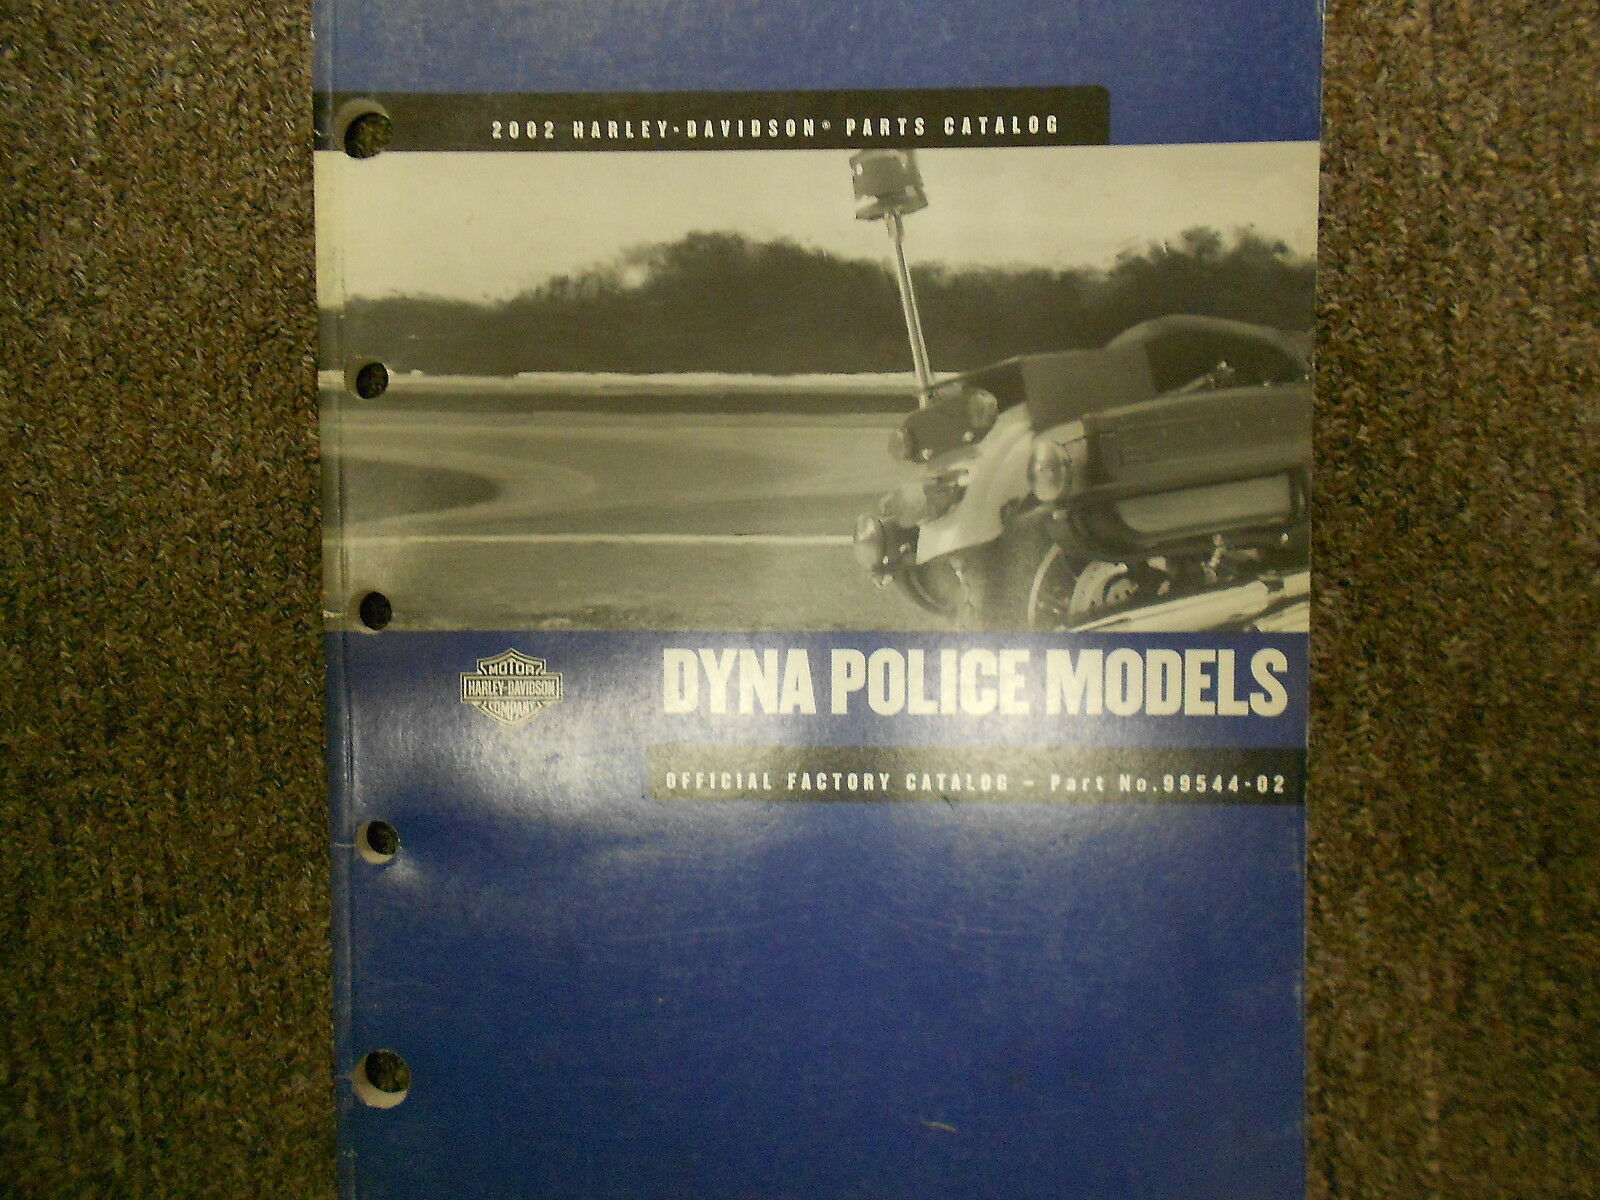 2002 HARLEY-DAVIDSON® PARTS CATALOG
MOTOR
HARLEY-DAVIDSON
COMPANY
DYNA POLICE MODELS
OFFICIAL FACTORY CATALOG – Part No.99544-02